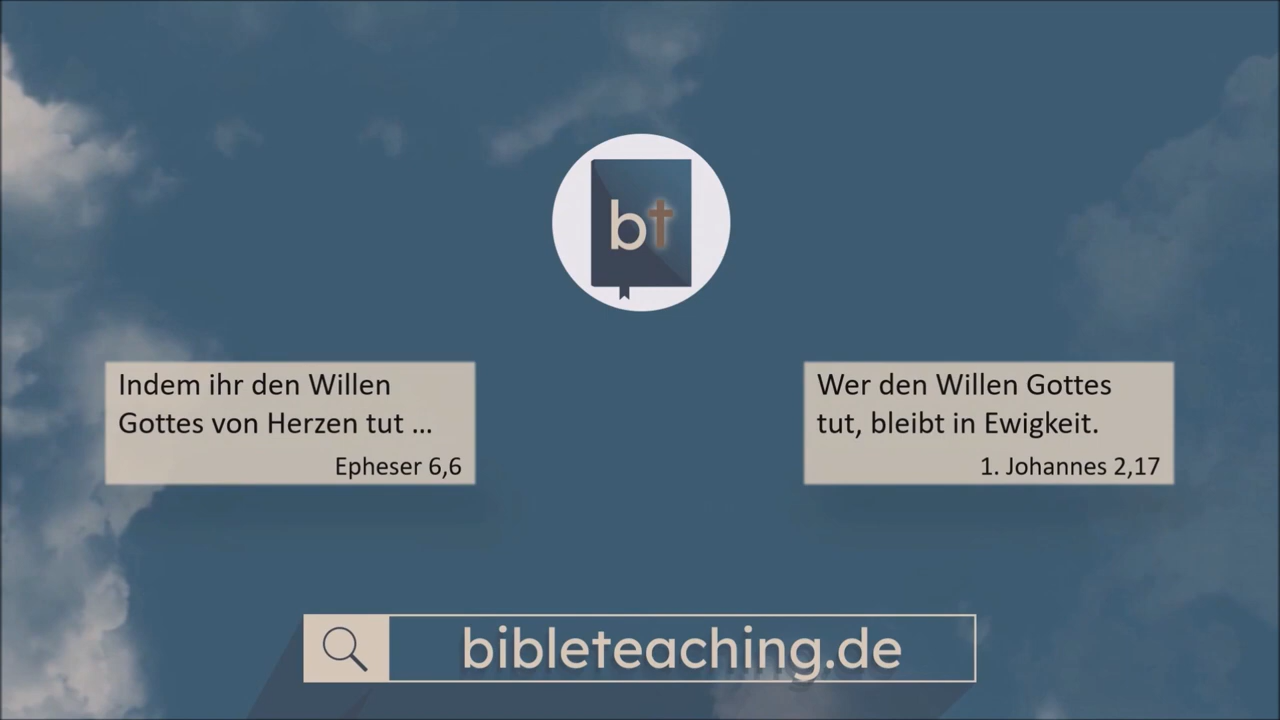 bt
Indem ihr den Willen
Gottes von Herzen tut ...
Epheser 6,6
Wer den Willen Gottes
tut, bleibt in Ewigkeit.
1. Johannes 2,17
bibleteaching.de